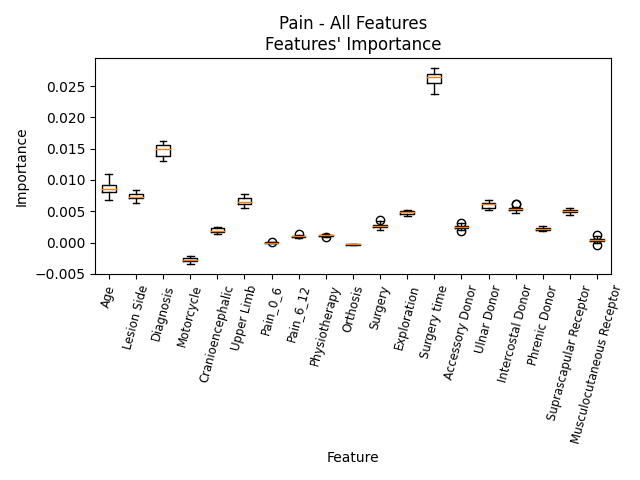 Pain - All Features
Features' Importance
Importance
0.025
0.020
0.015
0.010
0.005
0.000
−0.005
Age
Lesion Side
Diagnosis
Motorcycle
Cranioencephalic
Upper Limb
Pain_0_6
Pain_6_12
Physiotherapy
Orthosis
Surgery
Exploration
Surgery time
Accessory Donor
Ulnar Donor
Intercostal Donor
Phrenic Donor
Suprascapular Receptor
Musculocutaneous Receptor
Feature